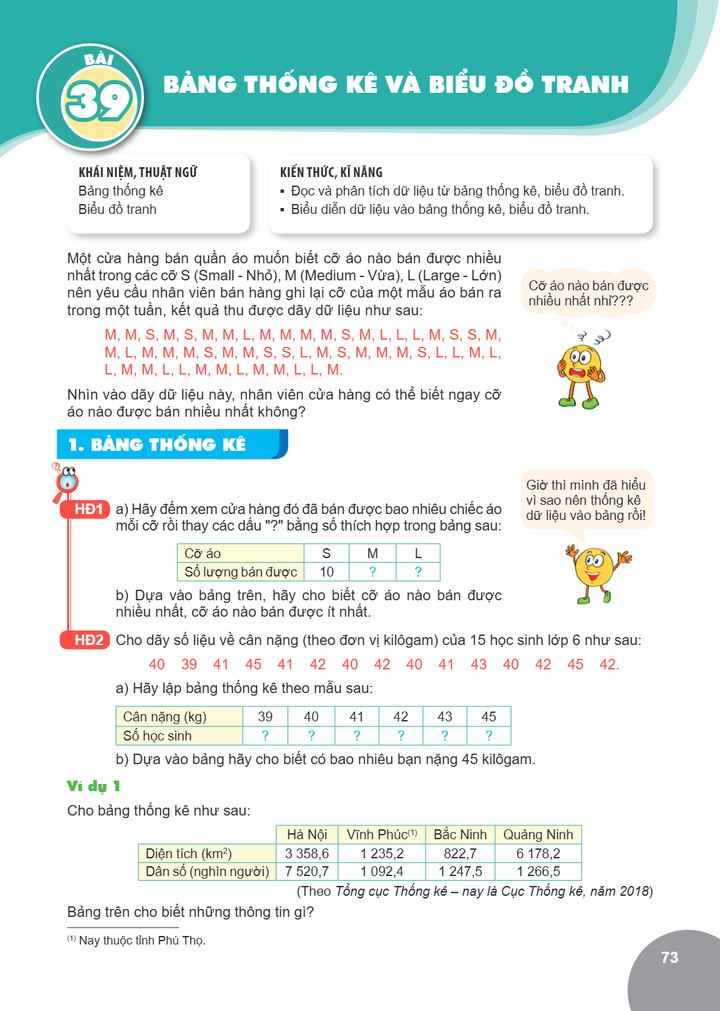 BÀI
39
BẢNG THỐNG KÊ VÀ BIỂU ĐỒ TRANH
KHÁI NIỆM, THUẬT NGỮ
Bảng thống kê
Biểu đồ tranh
KIẾN THỨC, KĨ NĂNG
▪ Đọc và phân tích dữ liệu từ bảng thống kê, biểu đồ tranh.
▪ Biểu diễn dữ liệu vào bảng thống kê, biểu đồ tranh.
Một cửa hàng bán quần áo muốn biết cỡ áo nào bán được nhiều
nhất trong các cỡ S (Small - Nhỏ), M (Medium - Vừa), L (Large - Lớn)
nên yêu cầu nhân viên bán hàng ghi lại cỡ của một mẫu áo bán ra
trong một tuần, kết quả thu được dãy dữ liệu như sau:
Cỡ áo nào bán được
nhiều nhất nhỉ???
M, M, S, M, S, M, M, L, M, M, M, M, S, M, L, L, L, M, S, S, M,
M, L, M, M, M, S, M, M, S, S, L, M, S, M, M, M, S, L, L, M, L,
L, M, M, L, L, M, M, L, M, M, L, L, M.
Nhìn vào dãy dữ liệu này, nhân viên cửa hàng có thể biết ngay cỡ
áo nào được bán nhiều nhất không?
1. BẢNG THỐNG KÊ
HĐ1 a) Hãy đếm xem cửa hàng đó đã bán được bao nhiêu chiếc áo
mỗi cỡ rồi thay các dấu "?" bằng số thích hợp trong bảng sau:
Giờ thì mình đã hiểu
vì sao nên thống kê
dữ liệu vào bảng rồi!
Cỡ áo S M L
Số lượng bán được 10 ? ?
b) Dựa vào bảng trên, hãy cho biết cỡ áo nào bán được
nhiều nhất, cỡ áo nào bán được ít nhất.
HĐ2 Cho dãy số liệu về cân nặng (theo đơn vị kilôgam) của 15 học sinh lớp 6 như sau:
40 39 41 45 41 42 40 42 40 41 43 40 42 45 42.
a) Hãy lập bảng thống kê theo mẫu sau:
Cân nặng (kg) 39 40 41 42 43 45
Số học sinh ? ? ? ? ? ?
b) Dựa vào bảng hãy cho biết có bao nhiêu bạn nặng 45 kilôgam.
Ví dụ 1
Cho bảng thống kê như sau:
Hà Nội Vĩnh Phúc(1) Bắc Ninh Quảng Ninh
Diện tích (km²) 3 358,6 1 235,2 822,7 6 178,2
Dân số (nghìn người) 7 520,7 1 092,4 1 247,5 1 266,5
(Theo Tổng cục Thống kê – nay là Cục Thống kê, năm 2018)
Bảng trên cho biết những thông tin gì?
(1) Nay thuộc tỉnh Phú Thọ.
73